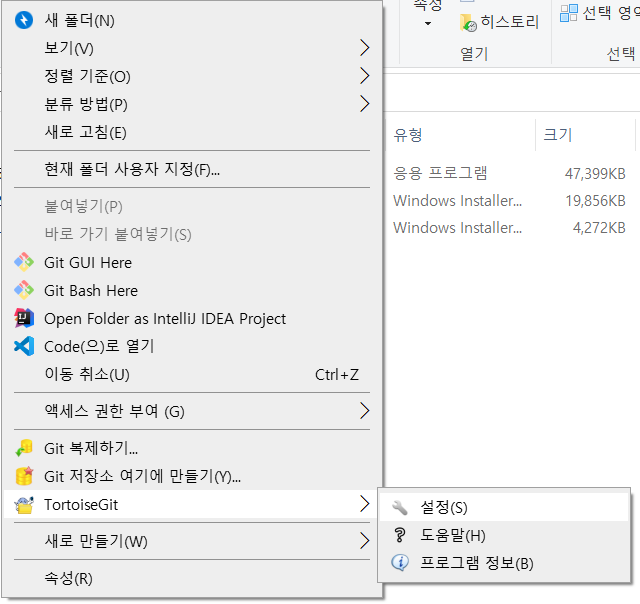 새 폴더(N)
보기(V)
정렬 기준(O)
분류 방법(P)
새로 고침(E)
현재 폴더 사용자 지정(F)...
붙여넣기(P)
바로 가기 붙여넣기(S)
Git GUI Here
Git Bash Here
Open Folder as IntelliJ IDEA Project
Code(으)로 열기
이동 취소(U) Ctrl+Z
액세스 권한 부여 (G)
Git 복제하기...
Git 저장소 여기에 만들기(Y)...
TortoiseGit
새로 만들기(W)
속성(R)
설정(S)
도움말(H)
프로그램 정보(B)
속성
히스토리
열기
선택 영역
선택
유형 크기
응용 프로그램 47,399KB
Windows Installer... 19,856KB
Windows Installer... 4,272KB